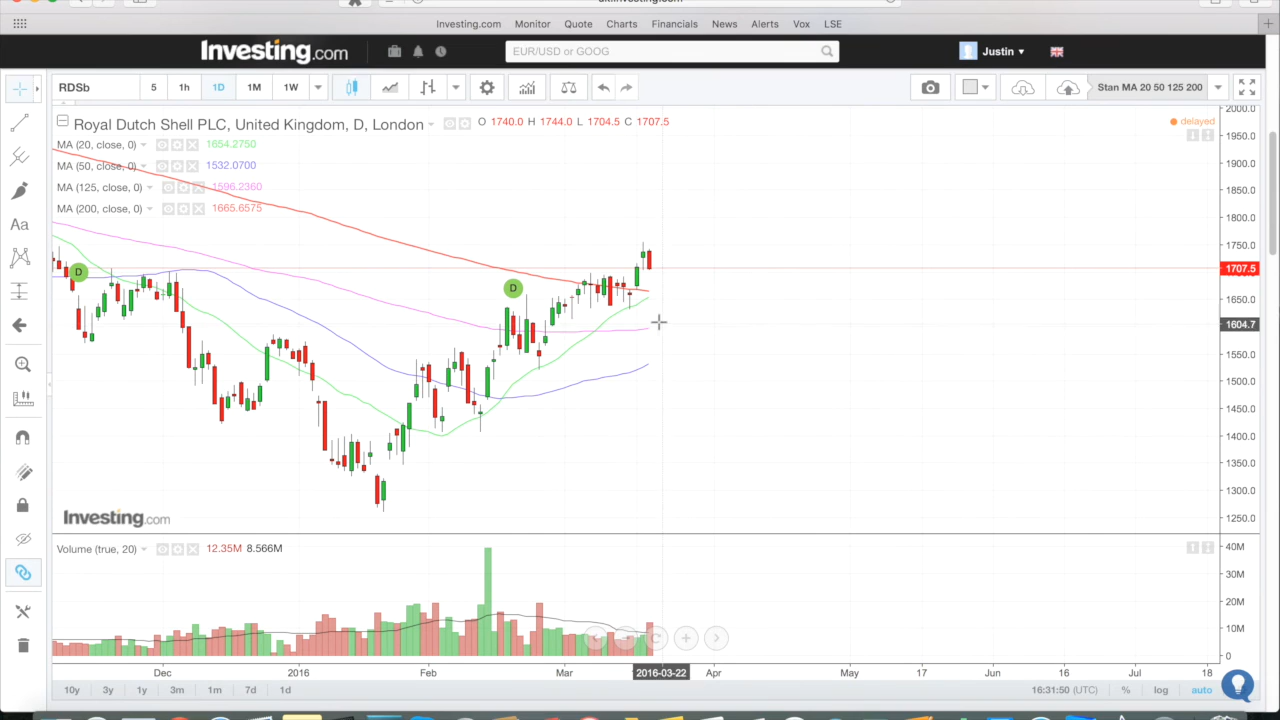 Investing.com Monitor Quote Charts Financials News Alerts Vox LSE
Investing.com EUR/USD or GOOG Justin
RDSb 5 1h 1D 1M 1W Stan MA 20 50 125 200
Royal Dutch Shell PLC, United Kingdom, D, London O 1740.0 H 1744.0 L 1704.5 C 1707.5
delayed
MA (20, close, 0) 1654.2750
MA (50, close, 0) 1532.0700
MA (125, close, 0) 1596.2360
MA (200, close, 0) 1665.6575
Aa
D
D
2000.0
1950.0
1900.0
1850.0
1800.0
1750.0
1707.5
1650.0
1604.7
1550.0
1500.0
1450.0
1400.0
1350.0
1300.0
1250.0
Investing.com
Volume (true, 20) 12.35M 8.566M
40M
30M
20M
10M
0
Dec 2016 Feb Mar 2016-03-22 Apr May 17 Jun 16 Jul 18
10y 3y 1y 3m 1m 7d 1d 16:31:50 (UTC) % log auto